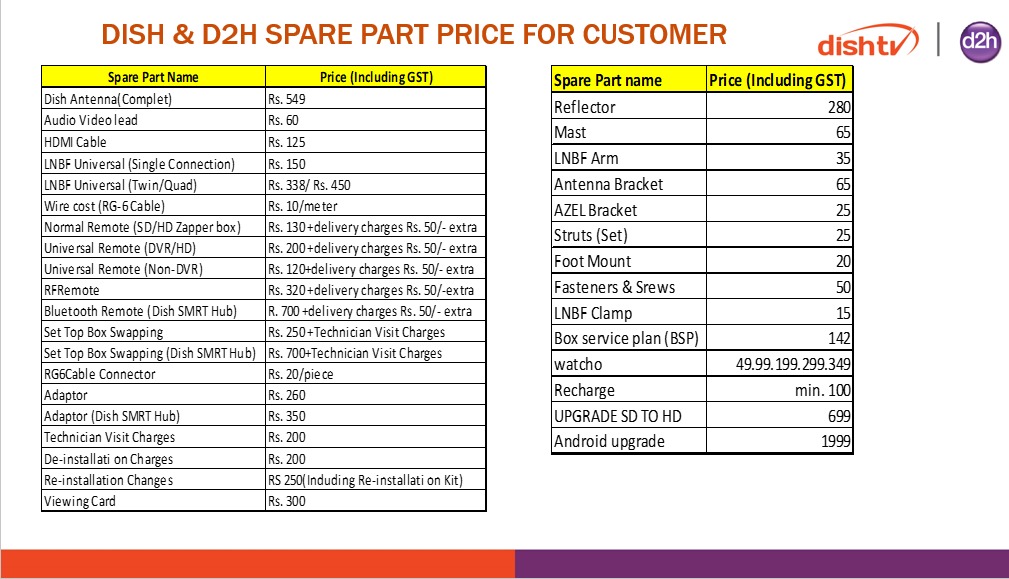 DISH & D2H SPARE PART PRICE FOR CUSTOMER
dishtv
d2h
Spare Part Name Price (Including GST)
Dish Antenna(Complet) Rs. 549
Audio Video lead Rs. 60
HDMI Cable Rs. 125
LNBF Universal (Single Connection) Rs. 150
LNBF Universal (Twin/Quad) Rs. 338/ Rs. 450
Wire cost (RG-6 Cable) Rs. 10/meter
Normal Remote (SD/HD Zapper box) Rs. 130+delivery charges Rs. 50/- extra
Universal Remote (DVR/HD) Rs. 200+delivery charges Rs. 50/- extra
Universal Remote (Non-DVR) Rs. 120+delivery charges Rs. 50/- extra
RFRemote Rs. 320+delivery charges Rs. 50/-extra
Bluetooth Remote (Dish SMRT Hub) R. 700 +delivery charges Rs. 50/- extra
Set Top Box Swapping Rs. 250+Technician Visit Charges
Set Top Box Swapping (Dish SMRT Hub) Rs. 700+Technician Visit Charges
RG6Cable Connector Rs. 20/piece
Adaptor Rs. 260
Adaptor (Dish SMRT Hub) Rs. 350
Technician Visit Charges Rs. 200
De-installati on Charges Rs. 200
Re-installation Changes RS 250(Induding Re-installati on Kit)
Viewing Card Rs. 300
Spare Part name Price (Including GST)
Reflector 280
Mast 65
LNBF Arm 35
Antenna Bracket 65
AZEL Bracket 25
Struts (Set) 25
Foot Mount 20
Fasteners & Srews 50
LNBF Clamp 15
Box service plan (BSP) 142
watcho 49.99.199.299.349
Recharge min. 100
UPGRADE SD TO HD 699
Android upgrade 1999